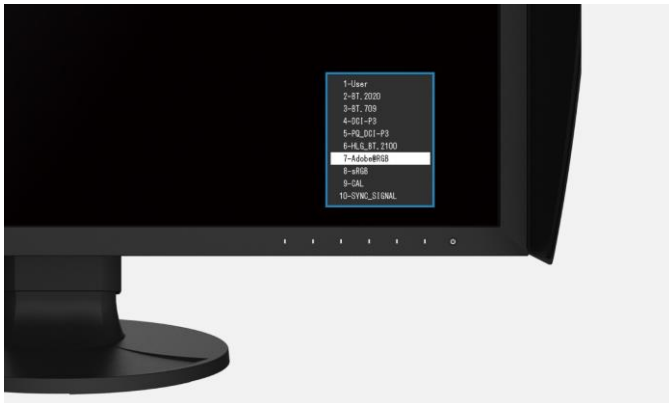 1-User
2-BT.2020
3-BT.709
4-DCI-P3
5-PQ_DCI-P3
6-HLG_BT.2100
7-Adobe®RGB
8-sRGB
9-CAL
10-SYNC_SIGNAL